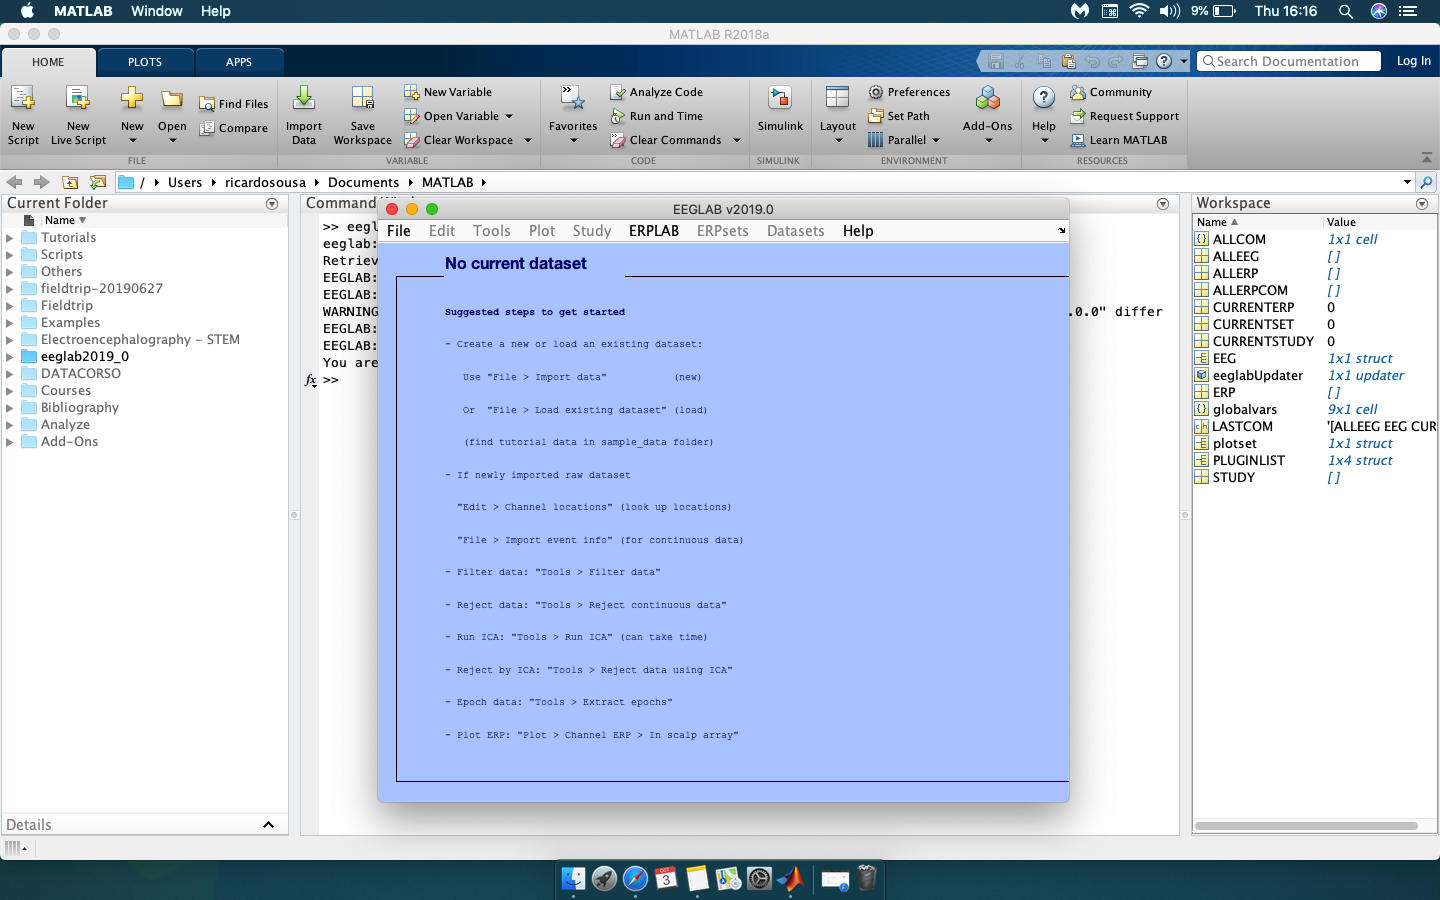 MATLAB Window Help 9% Thu 16:16
MATLAB R2018a
HOME PLOTS APPS Search Documentation Log In
New Script
New Live Script
New
Open
Find Files
Compare
FILE
Import Data
Save Workspace
New Variable
Open Variable
Clear Workspace
VARIABLE
Favorites
Analyze Code
Run and Time
Clear Commands
CODE
Simulink
SIMULINK
Layout
Preferences
Set Path
Parallel
Add-Ons
ENVIRONMENT
Help
Community
Request Support
Learn MATLAB
RESOURCES
/ Users ricardosousa Documents MATLAB
Current Folder
Name
Tutorials
Scripts
Others
fieldtrip-20190627
Fieldtrip
Examples
Electroencephalography - STEM
eeglab2019_0
DATACORSO
Courses
Bibliography
Analyze
Add-Ons
Details
Command
>> eegl
eeglab:
Retriev
EEGLAB:
EEGLAB:
WARNING .0.0" differ
EEGLAB:
EEGLAB:
You are
fx >>
EEGLAB v2019.0
File Edit Tools Plot Study ERPLAB ERPsets Datasets Help
No current dataset
Suggested steps to get started
- Create a new or load an existing dataset:
Use "File > Import data" (new)
Or "File > Load existing dataset" (load)
(find tutorial data in sample_data folder)
- If newly imported raw dataset
"Edit > Channel locations" (look up locations)
"File > Import event info" (for continuous data)
- Filter data: "Tools > Filter data"
- Reject data: "Tools > Reject continuous data"
- Run ICA: "Tools > Run ICA" (can take time)
- Reject by ICA: "Tools > Reject data using ICA"
- Epoch data: "Tools > Extract epochs"
- Plot ERP: "Plot > Channel ERP > In scalp array"
Workspace
Name Value
ALLCOM 1x1 cell
ALLEEG []
ALLERP []
ALLERPCOM []
CURRENTERP 0
CURRENTSET 0
CURRENTSTUDY 0
EEG 1x1 struct
eeglabUpdater 1x1 updater
ERP []
globalvars 9x1 cell
LASTCOM '[ALLEEG EEG CUR
plotset 1x1 struct
PLUGINLIST 1x4 struct
STUDY []
OCT
3